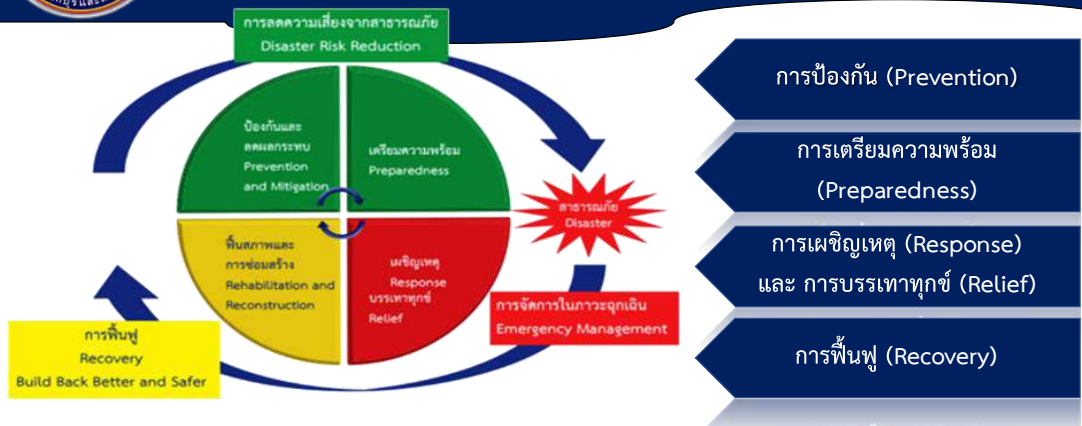 การลดความเสี่ยงจากสาธารณภัย
Disaster Risk Reduction
ป้องกันและ
ลดผลกระทบ
Prevention
and Mitigation
เตรียมความพร้อม
Preparedness
สาธารณภัย
Disaster
ฟื้นสภาพและ
การซ่อมสร้าง
Rehabilitation and
Reconstruction
เผชิญเหตุ
Response
บรรเทาทุกข์
Relief
การจัดการในภาวะฉุกเฉิน
Emergency Management
การฟื้นฟู
Recovery
Build Back Better and Safer
การป้องกัน (Prevention)
การเตรียมความพร้อม
(Preparedness)
การเผชิญเหตุ (Response)
และ การบรรเทาทุกข์ (Relief)
การฟื้นฟู (Recovery)